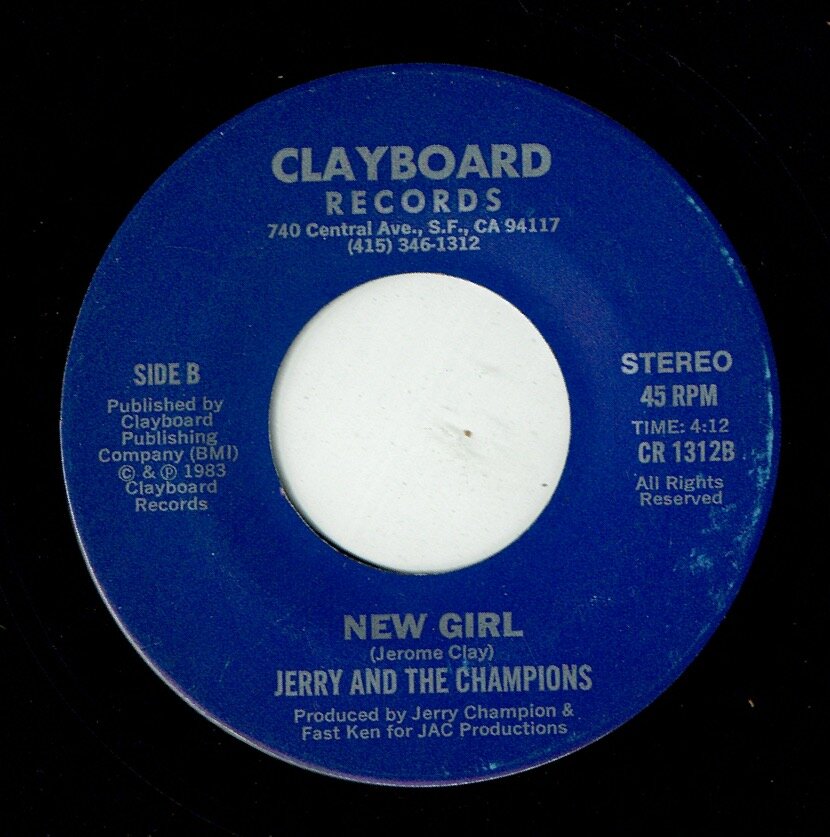 CLAYBOARD
RECORDS
740 Central Ave., S.F., CA 94117
(415) 346-1312
SIDE B
Published by
Clayboard
Publishing
Company (BMI)
© & ℗ 1983
Clayboard
Records
STEREO
45 RPM
TIME: 4:12
CR 1312B
All Rights
Reserved
NEW GIRL
(Jerome Clay)
JERRY AND THE CHAMPIONS
Produced by Jerry Champion &
Fast Ken for JAC Productions